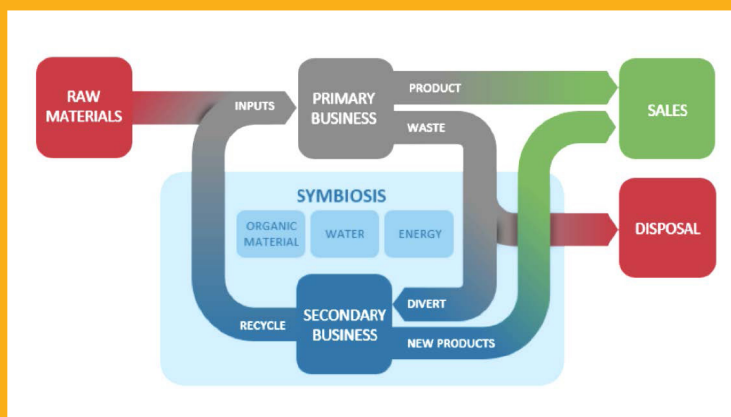 RAW
MATERIALS
INPUTS
PRIMARY
BUSINESS
PRODUCT
WASTE
SALES
SYMBIOSIS
ORGANIC
MATERIAL
WATER
ENERGY
DISPOSAL
RECYCLE
SECONDARY
BUSINESS
DIVERT
NEW PRODUCTS